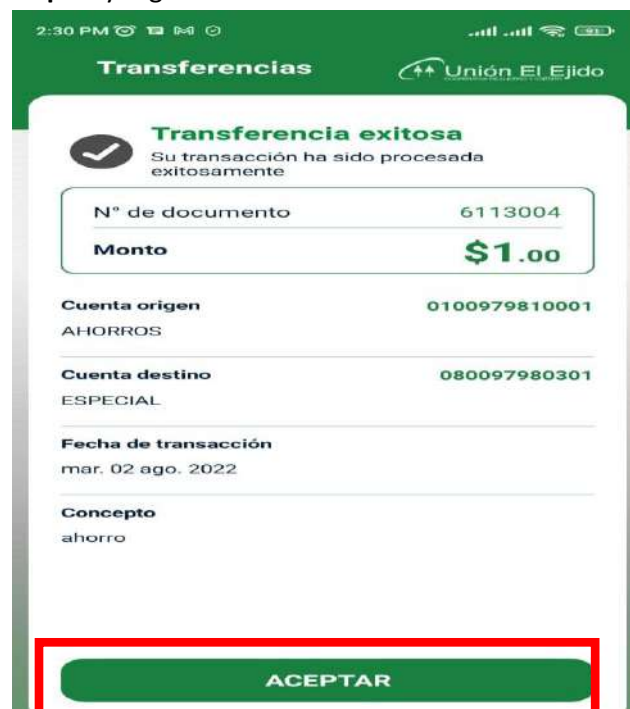 2:30 PM
91
Transferencias
Unión El Ejido
Transferencia exitosa
Su transacción ha sido procesada
exitosamente
N° de documento 6113004
Monto $1.00
Cuenta origen 0100979810001
AHORROS
Cuenta destino 080097980301
ESPECIAL
Fecha de transacción
mar. 02 ago. 2022
Concepto
ahorro
ACEPTAR